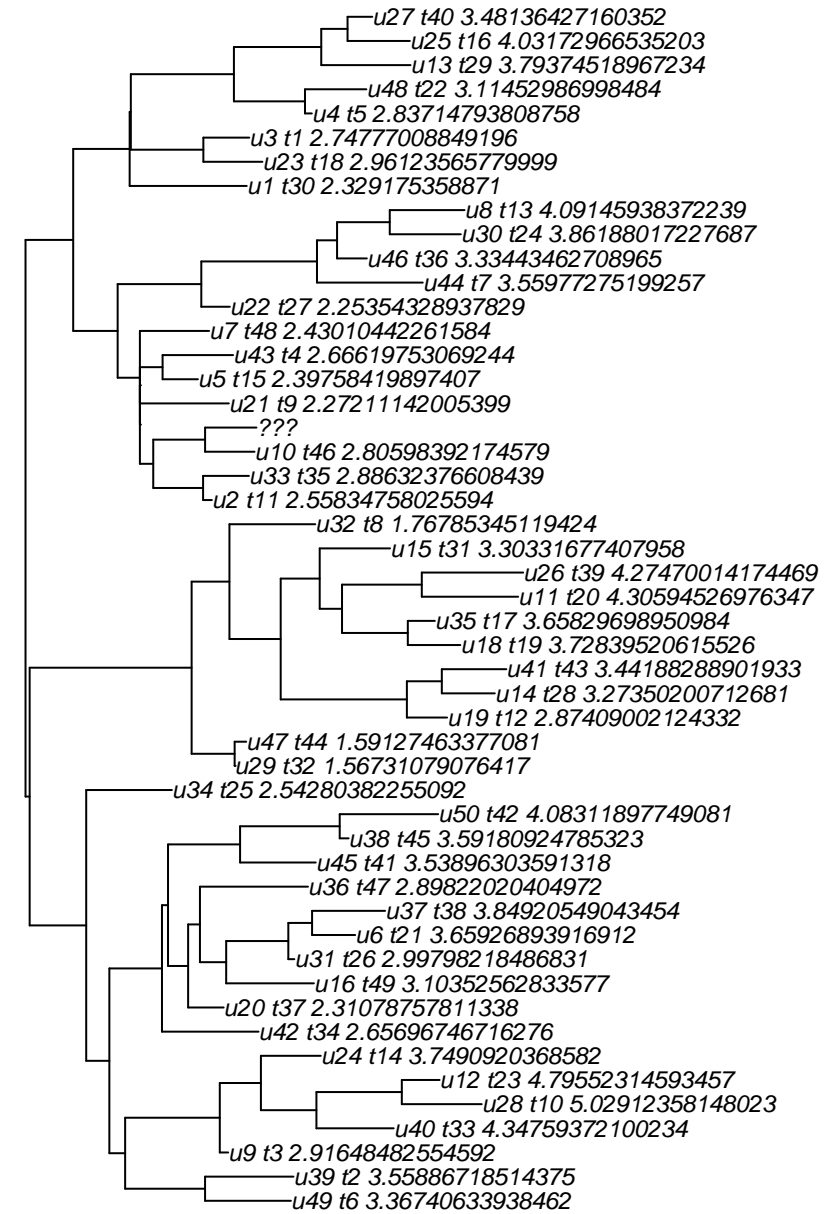 u27 t40 3.48136427160352
u25 t16 4.03172966535203
u13 t29 3.79374518967234
u48 t22 3.11452986998484
u4 t5 2.83714793808758
u3 t1 2.74777008849196
u23 t18 2.96123565779999
u1 t30 2.329175358871
u8 t13 4.09145938372239
u30 t24 3.86188017227687
u46 t36 3.33443462708965
u44 t7 3.55977275199257
u22 t27 2.25354328937829
u7 t48 2.43010442261584
u43 t4 2.66619753069244
u5 t15 2.39758419897407
u21 t9 2.27211142005399
???
u10 t46 2.80598392174579
u33 t35 2.88632376608439
u2 t11 2.55834758025594
u32 t8 1.76785345119424
u15 t31 3.30331677407958
u26 t39 4.27470014174469
u11 t20 4.30594526976347
u35 t17 3.65829698950984
u18 t19 3.72839520615526
u41 t43 3.44188288901933
u14 t28 3.27350200712681
u19 t12 2.87409002124332
u47 t44 1.59127463377081
u29 t32 1.56731079076417
u34 t25 2.54280382255092
u50 t42 4.08311897749081
u38 t45 3.59180924785323
u45 t41 3.53896303591318
u36 t47 2.89822020404972
u37 t38 3.84920549043454
u6 t21 3.65926893916912
u31 t26 2.99798218486831
u16 t49 3.10352562833577
u20 t37 2.31078757811338
u42 t34 2.65696746716276
u24 t14 3.7490920368582
u12 t23 4.79552314593457
u28 t10 5.02912358148023
u40 t33 4.34759372100234
u9 t3 2.91648482554592
u39 t2 3.55886718514375
u49 t6 3.36740633938462